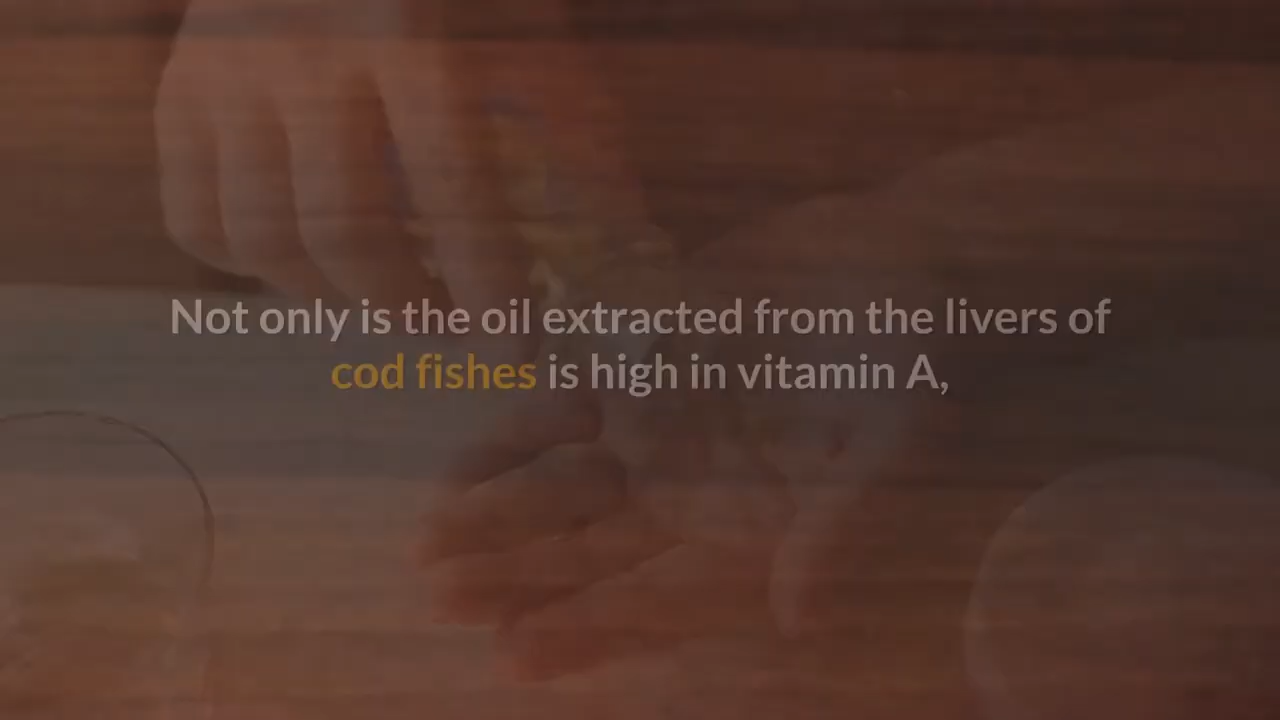 Not only is the oil extracted from the livers of
cod fishes is high in vitamin A,